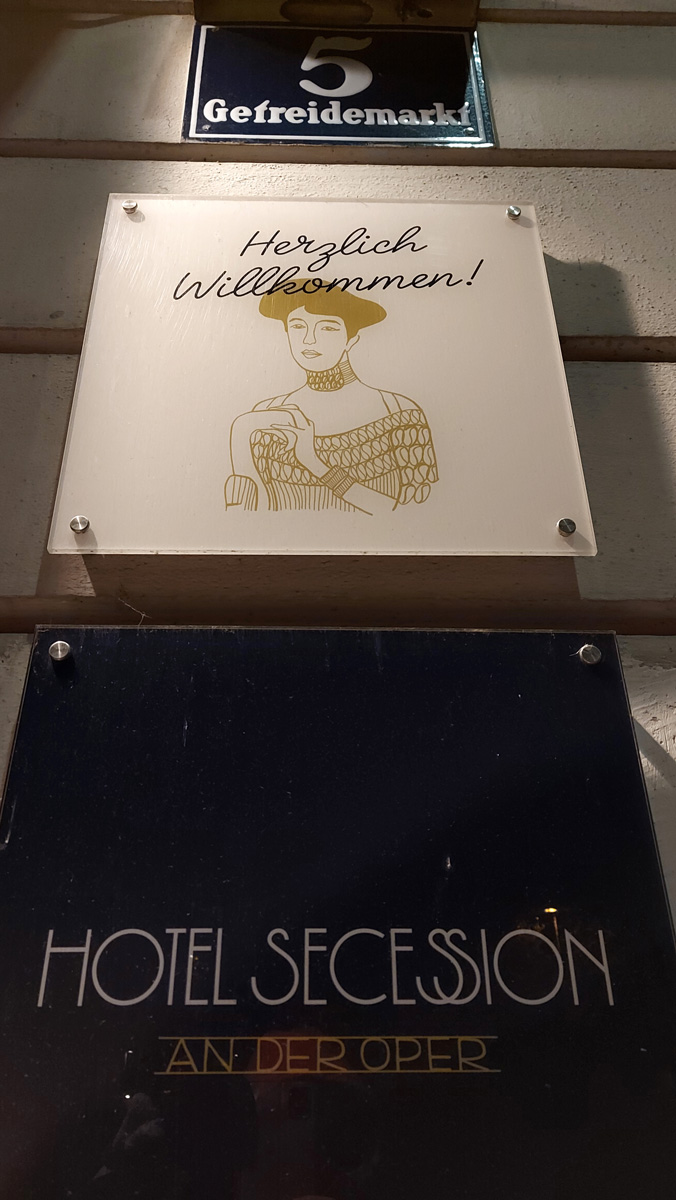 5
Getreidemarkt
Herzlich
Willkommen!
HOTEL SECESSION
AN DER OPER